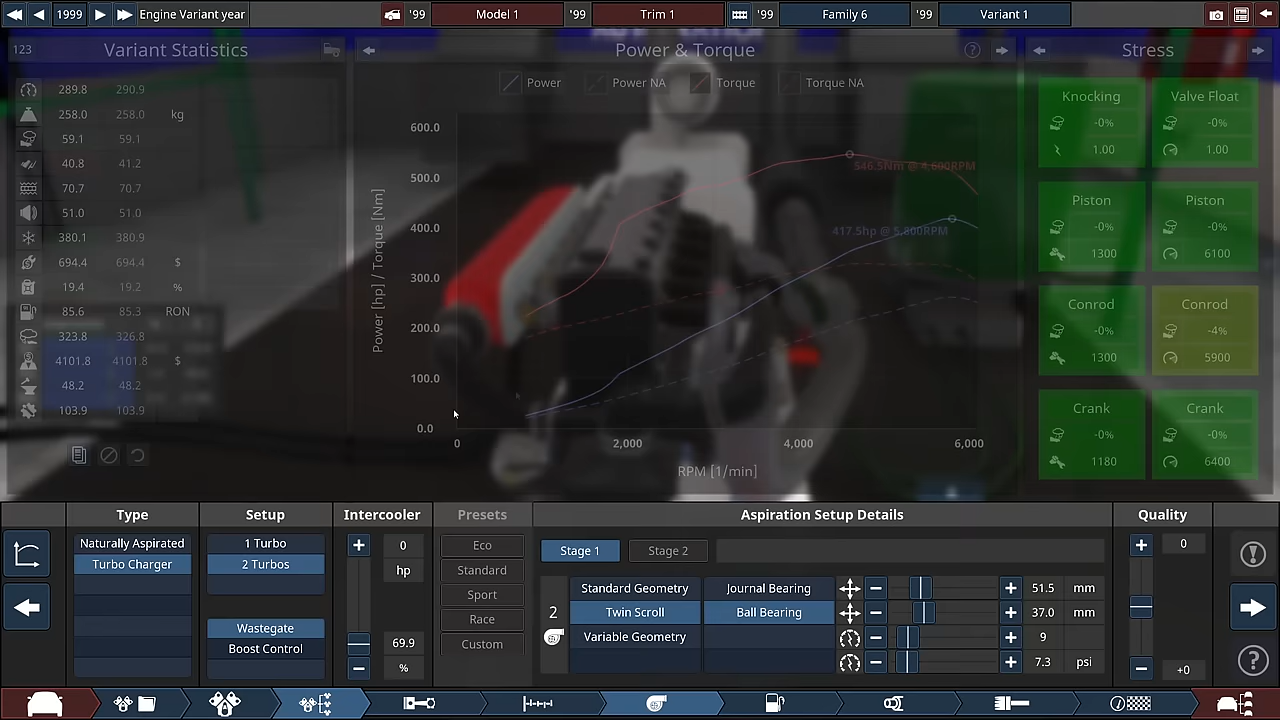 1999 Engine Variant year '99 Model 1 '99 Trim 1 '99 Family 6 '99 Variant 1
123 Variant Statistics
289.8 290.9
258.0 258.0 kg
59.1 59.1
40.8 41.2
70.7 70.7
51.0 51.0
380.1 380.9
694.4 694.4 $
19.4 19.2 %
85.6 85.3 RON
323.8 326.8
4101.8 4101.8 $
48.2 48.2
103.9 103.9
Power & Torque
Power Power NA Torque Torque NA
Power [hp] / Torque [Nm]
600.0
500.0
400.0
300.0
200.0
100.0
0.0
546.5Nm @ 4,600RPM
417.5hp @ 5,800RPM
0 2,000 4,000 6,000
RPM [1/min]
Stress
Knocking Valve Float
-0% -0%
1.00 1.00
Piston Piston
-0% -0%
1300 6100
Conrod Conrod
-0% -4%
1300 5900
Crank Crank
-0% -0%
1180 6400
Type
Naturally Aspirated
Turbo Charger
Setup
1 Turbo
2 Turbos
Wastegate
Boost Control
Intercooler
0
hp
69.9
%
Presets
Eco
Standard
Sport
Race
Custom
Aspiration Setup Details
Stage 1 Stage 2
2
Standard Geometry Journal Bearing 51.5 mm
Twin Scroll Ball Bearing 37.0 mm
Variable Geometry 9
7.3 psi
Quality
0
+0